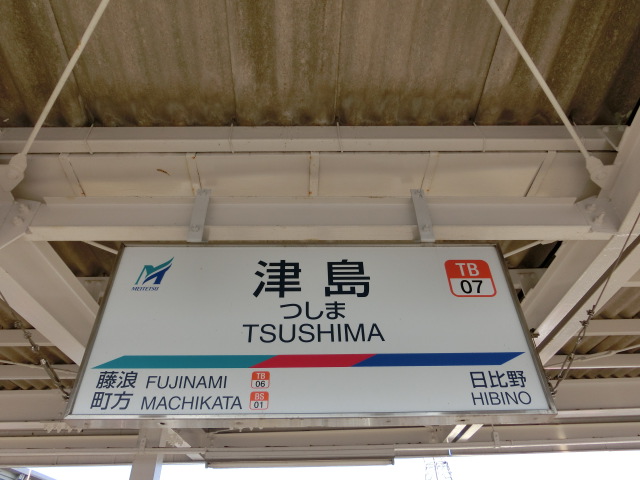 MEITETSU
津島
つしま
TSUSHIMA
TB
07
藤浪 FUJINAMI TB 06
町方 MACHIKATA BS 01
日比野
HIBINO